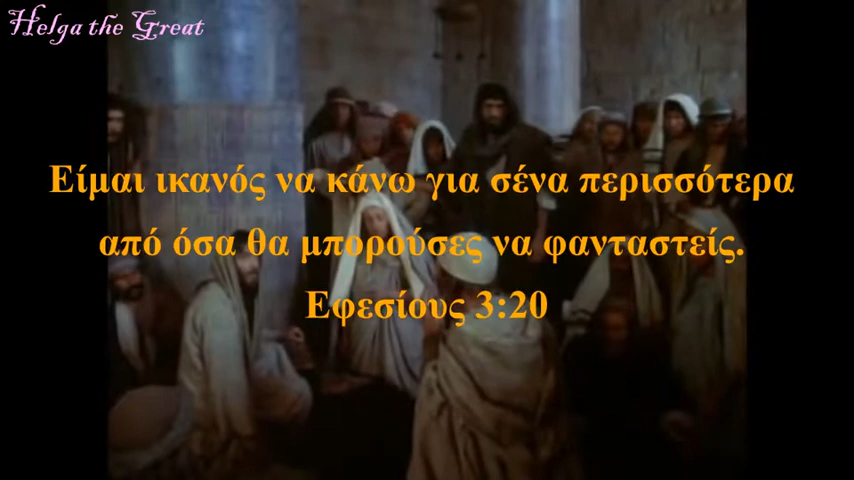 Helga the Great
Είμαι ικανός να κάνω για σένα περισσότερα
από όσα θα μπορούσες να φανταστείς.
Εφεσίους 3:20